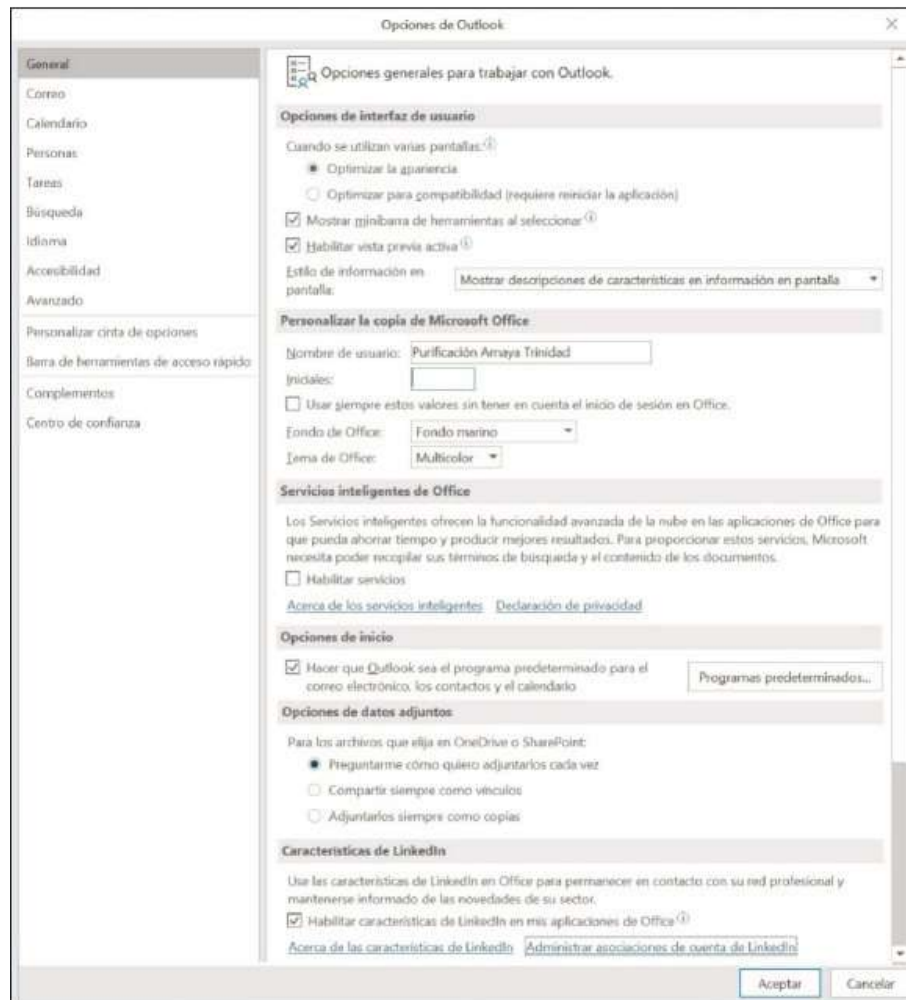 Opciones de Outlook
General
Correo
Calendario
Personas
Tareas
Búsqueda
Idioma
Accesibilidad
Avanzado
Personalizar cinta de opciones
Barra de herramientas de acceso rápido
Complementos
Centro de confianza
Opciones generales para trabajar con Outlook.
Opciones de interfaz de usuario
Cuando se utilizan varias pantallas:
Optimizar la apariencia
Optimizar para compatibilidad (requiere reiniciar la aplicación)
Mostrar minibarra de herramientas al seleccionar
Habilitar vista previa activa
Estilo de información en
pantalla:
Mostrar descripciones de características en información en pantalla
Personalizar la copia de Microsoft Office
Nombre de usuario: Purificación Amaya Trinidad
Iniciales:
Usar siempre estos valores sin tener en cuenta el inicio de sesión en Office.
Fondo de Office: Fondo marino
Tema de Office: Multicolor
Servicios inteligentes de Office
Los Servicios inteligentes ofrecen la funcionalidad avanzada de la nube en las aplicaciones de Office para
que pueda ahorrar tiempo y producir mejores resultados. Para proporcionar estos servicios, Microsoft
necesita poder recopilar sus términos de búsqueda y el contenido de los documentos.
Habilitar servicios
Acerca de los servicios inteligentes Declaración de privacidad
Opciones de inicio
Hacer que Outlook sea el programa predeterminado para el
correo electrónico, los contactos y el calendario
Programas predeterminados...
Opciones de datos adjuntos
Para los archivos que elija en OneDrive o SharePoint:
Preguntarme cómo quiero adjuntarlos cada vez
Compartir siempre como vínculos
Adjuntarlos siempre como copias
Características de LinkedIn
Use las características de LinkedIn en Office para permanecer en contacto con su red profesional y
mantenerse informado de las novedades de su sector.
Habilitar características de LinkedIn en mis aplicaciones de Office
Acerca de las características de LinkedIn Administrar asociaciones de cuenta de LinkedIn
Aceptar Cancelar